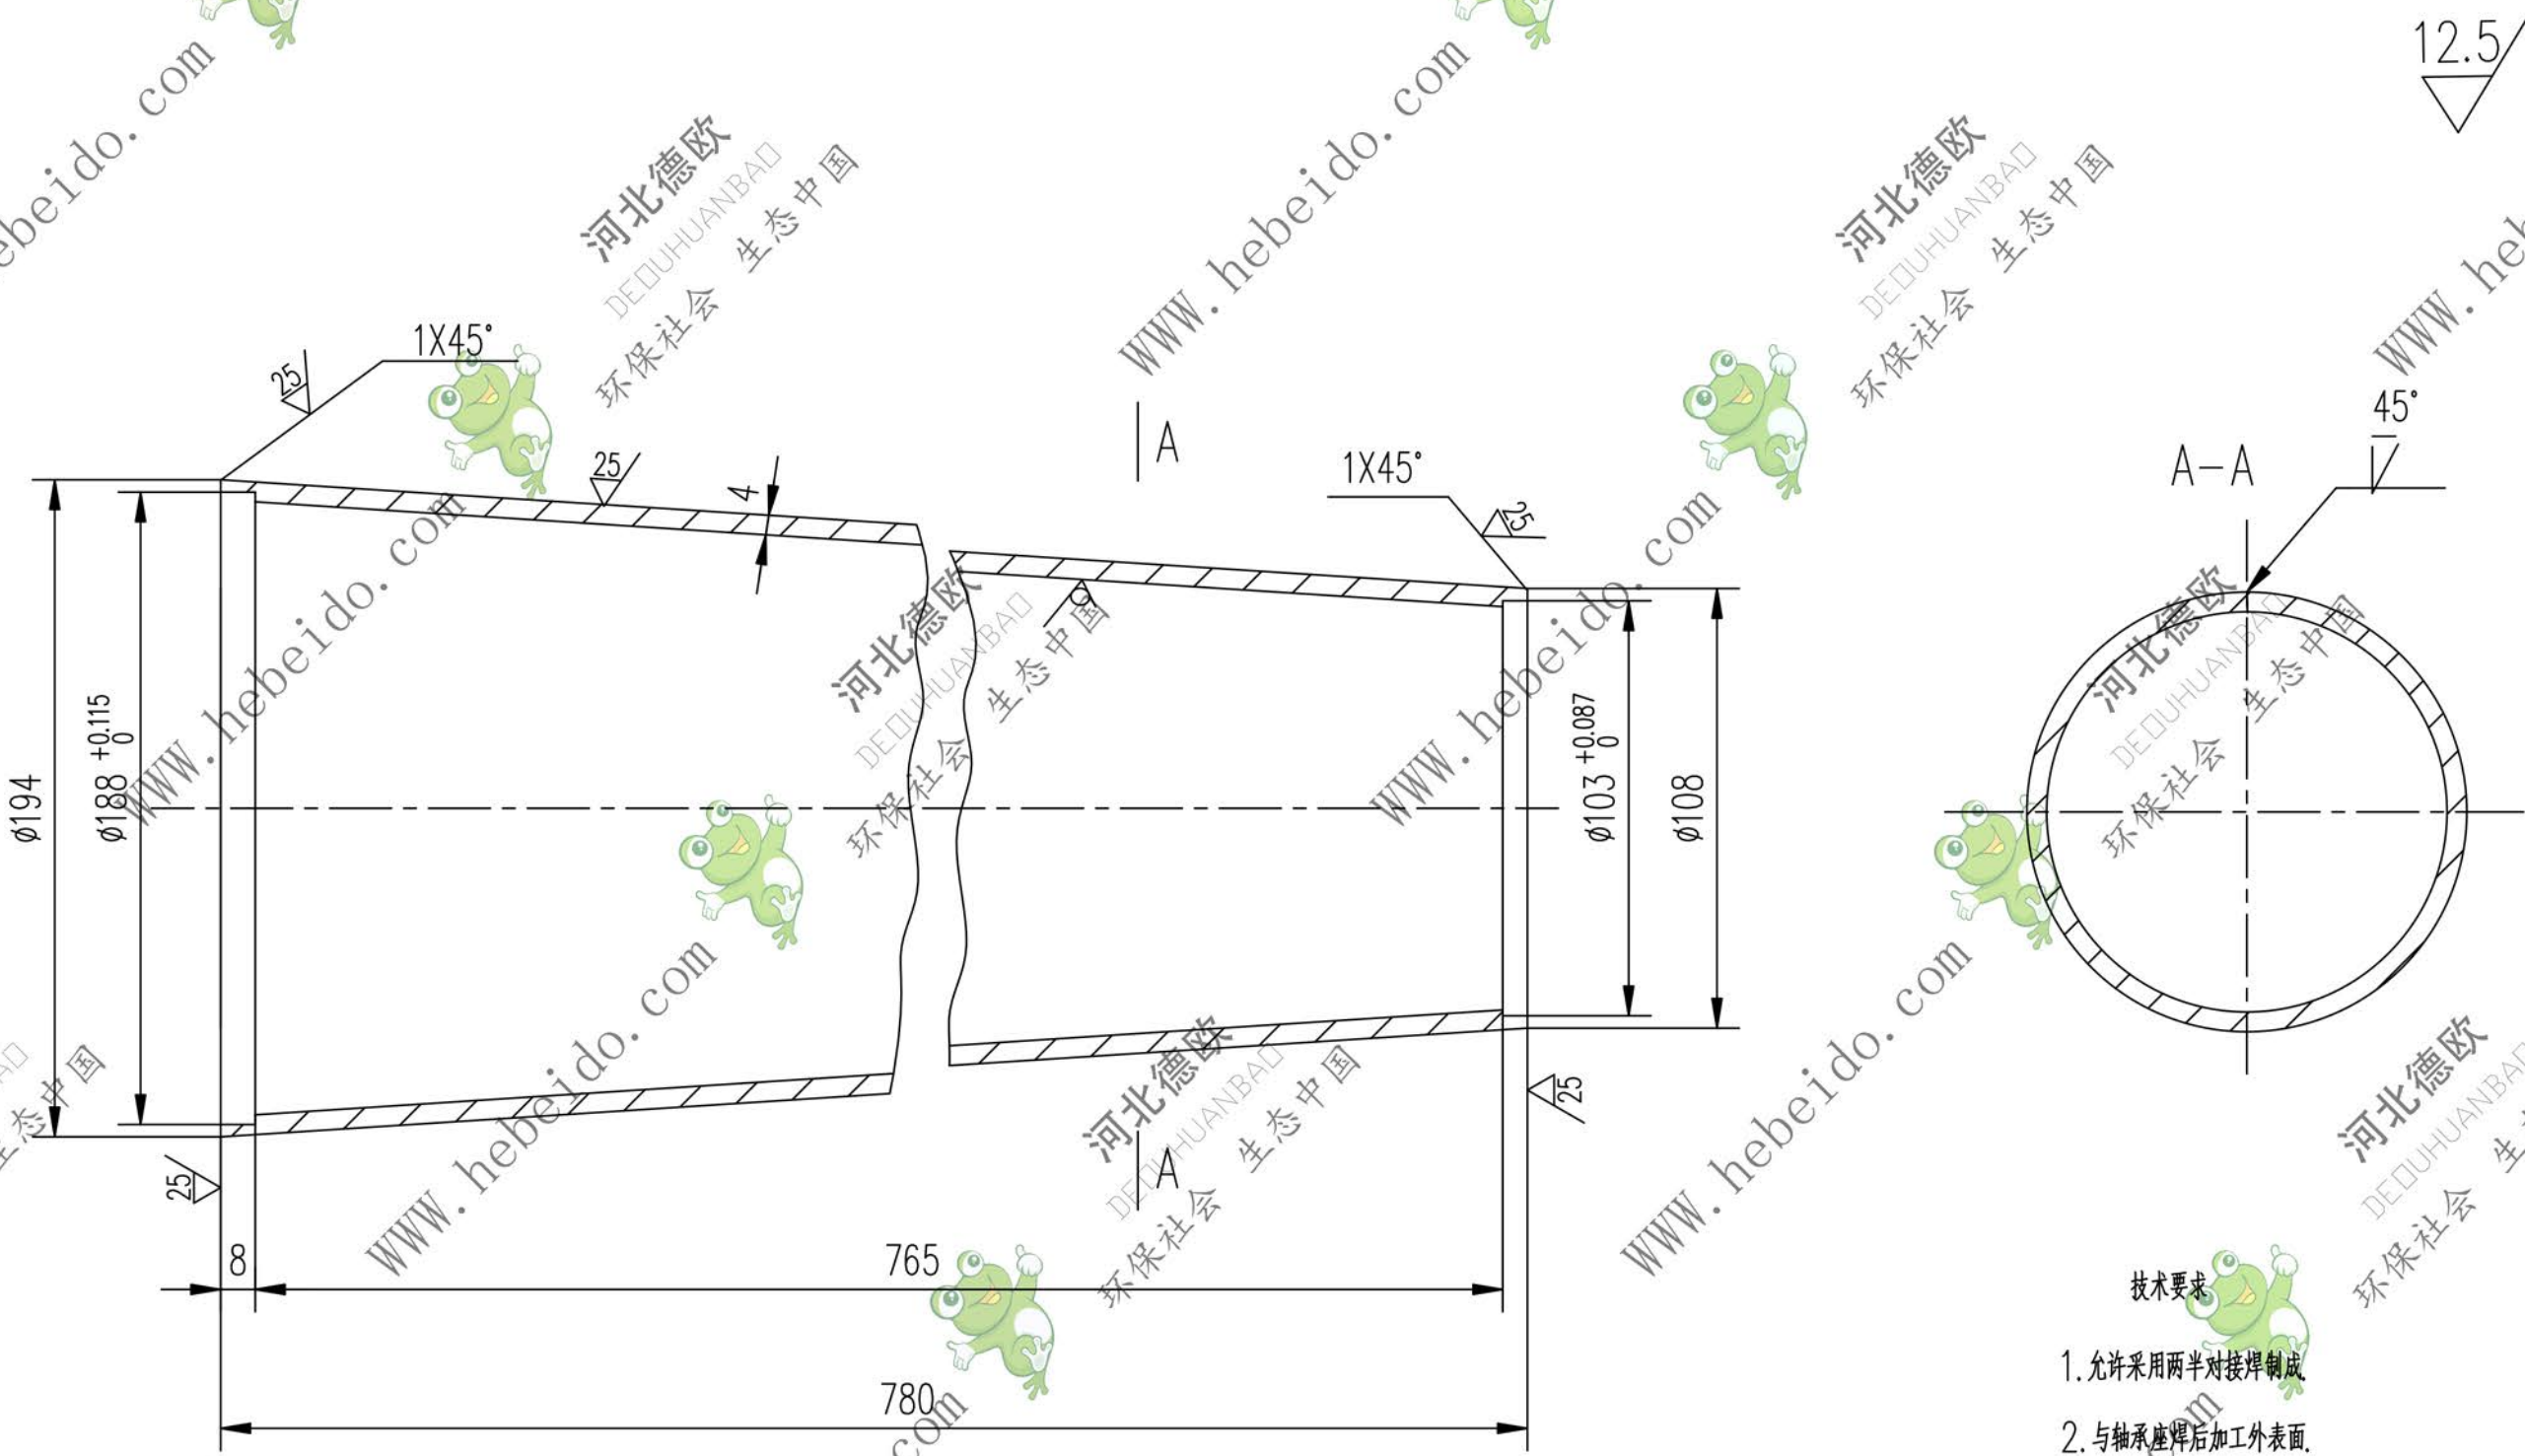 12.5
www.hebeido.com
河北德欧
DEOUHUANBAO
环保社会 生态中国
1X45°
25
25
4
A
1X45°
25
A-A
45°
ø194
ø188 +0.115 0
ø103 +0.087 0
ø108
25
25
A
8
765
780
技术要求
1.允许采用两半对接焊制成.
2.与轴承座焊后加工外表面.